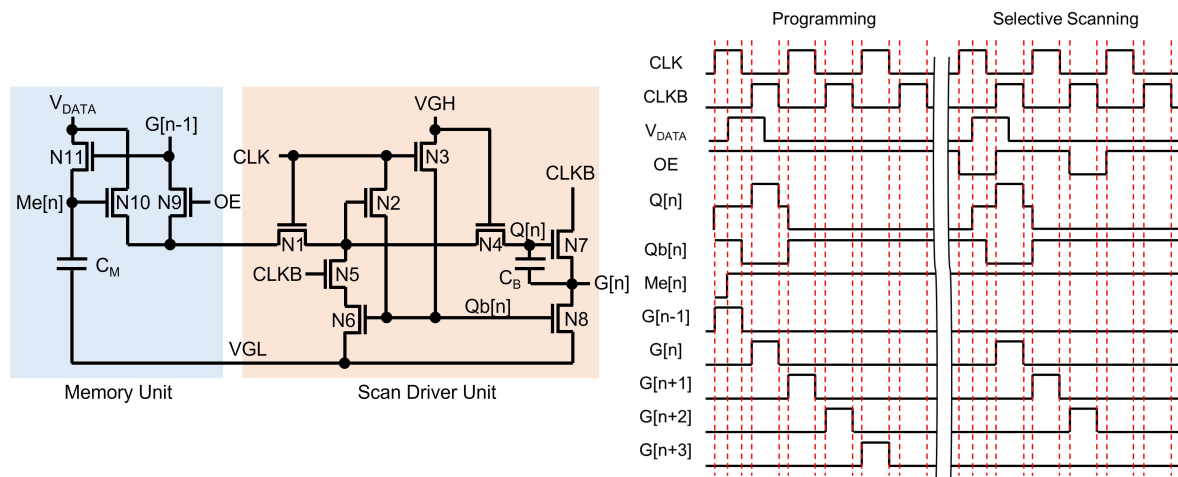 V_DATA
G[n-1]
N11
Me[n]
N10
N9
OE
C_M
VGL
Memory Unit
VGH
CLK
N3
CLKB
N2
N1
N4
Q[n]
N7
CLKB
N5
C_B
G[n]
N6
Qb[n]
N8
Scan Driver Unit
Programming
Selective Scanning
CLK
CLKB
V_DATA
OE
Q[n]
Qb[n]
Me[n]
G[n-1]
G[n]
G[n+1]
G[n+2]
G[n+3]